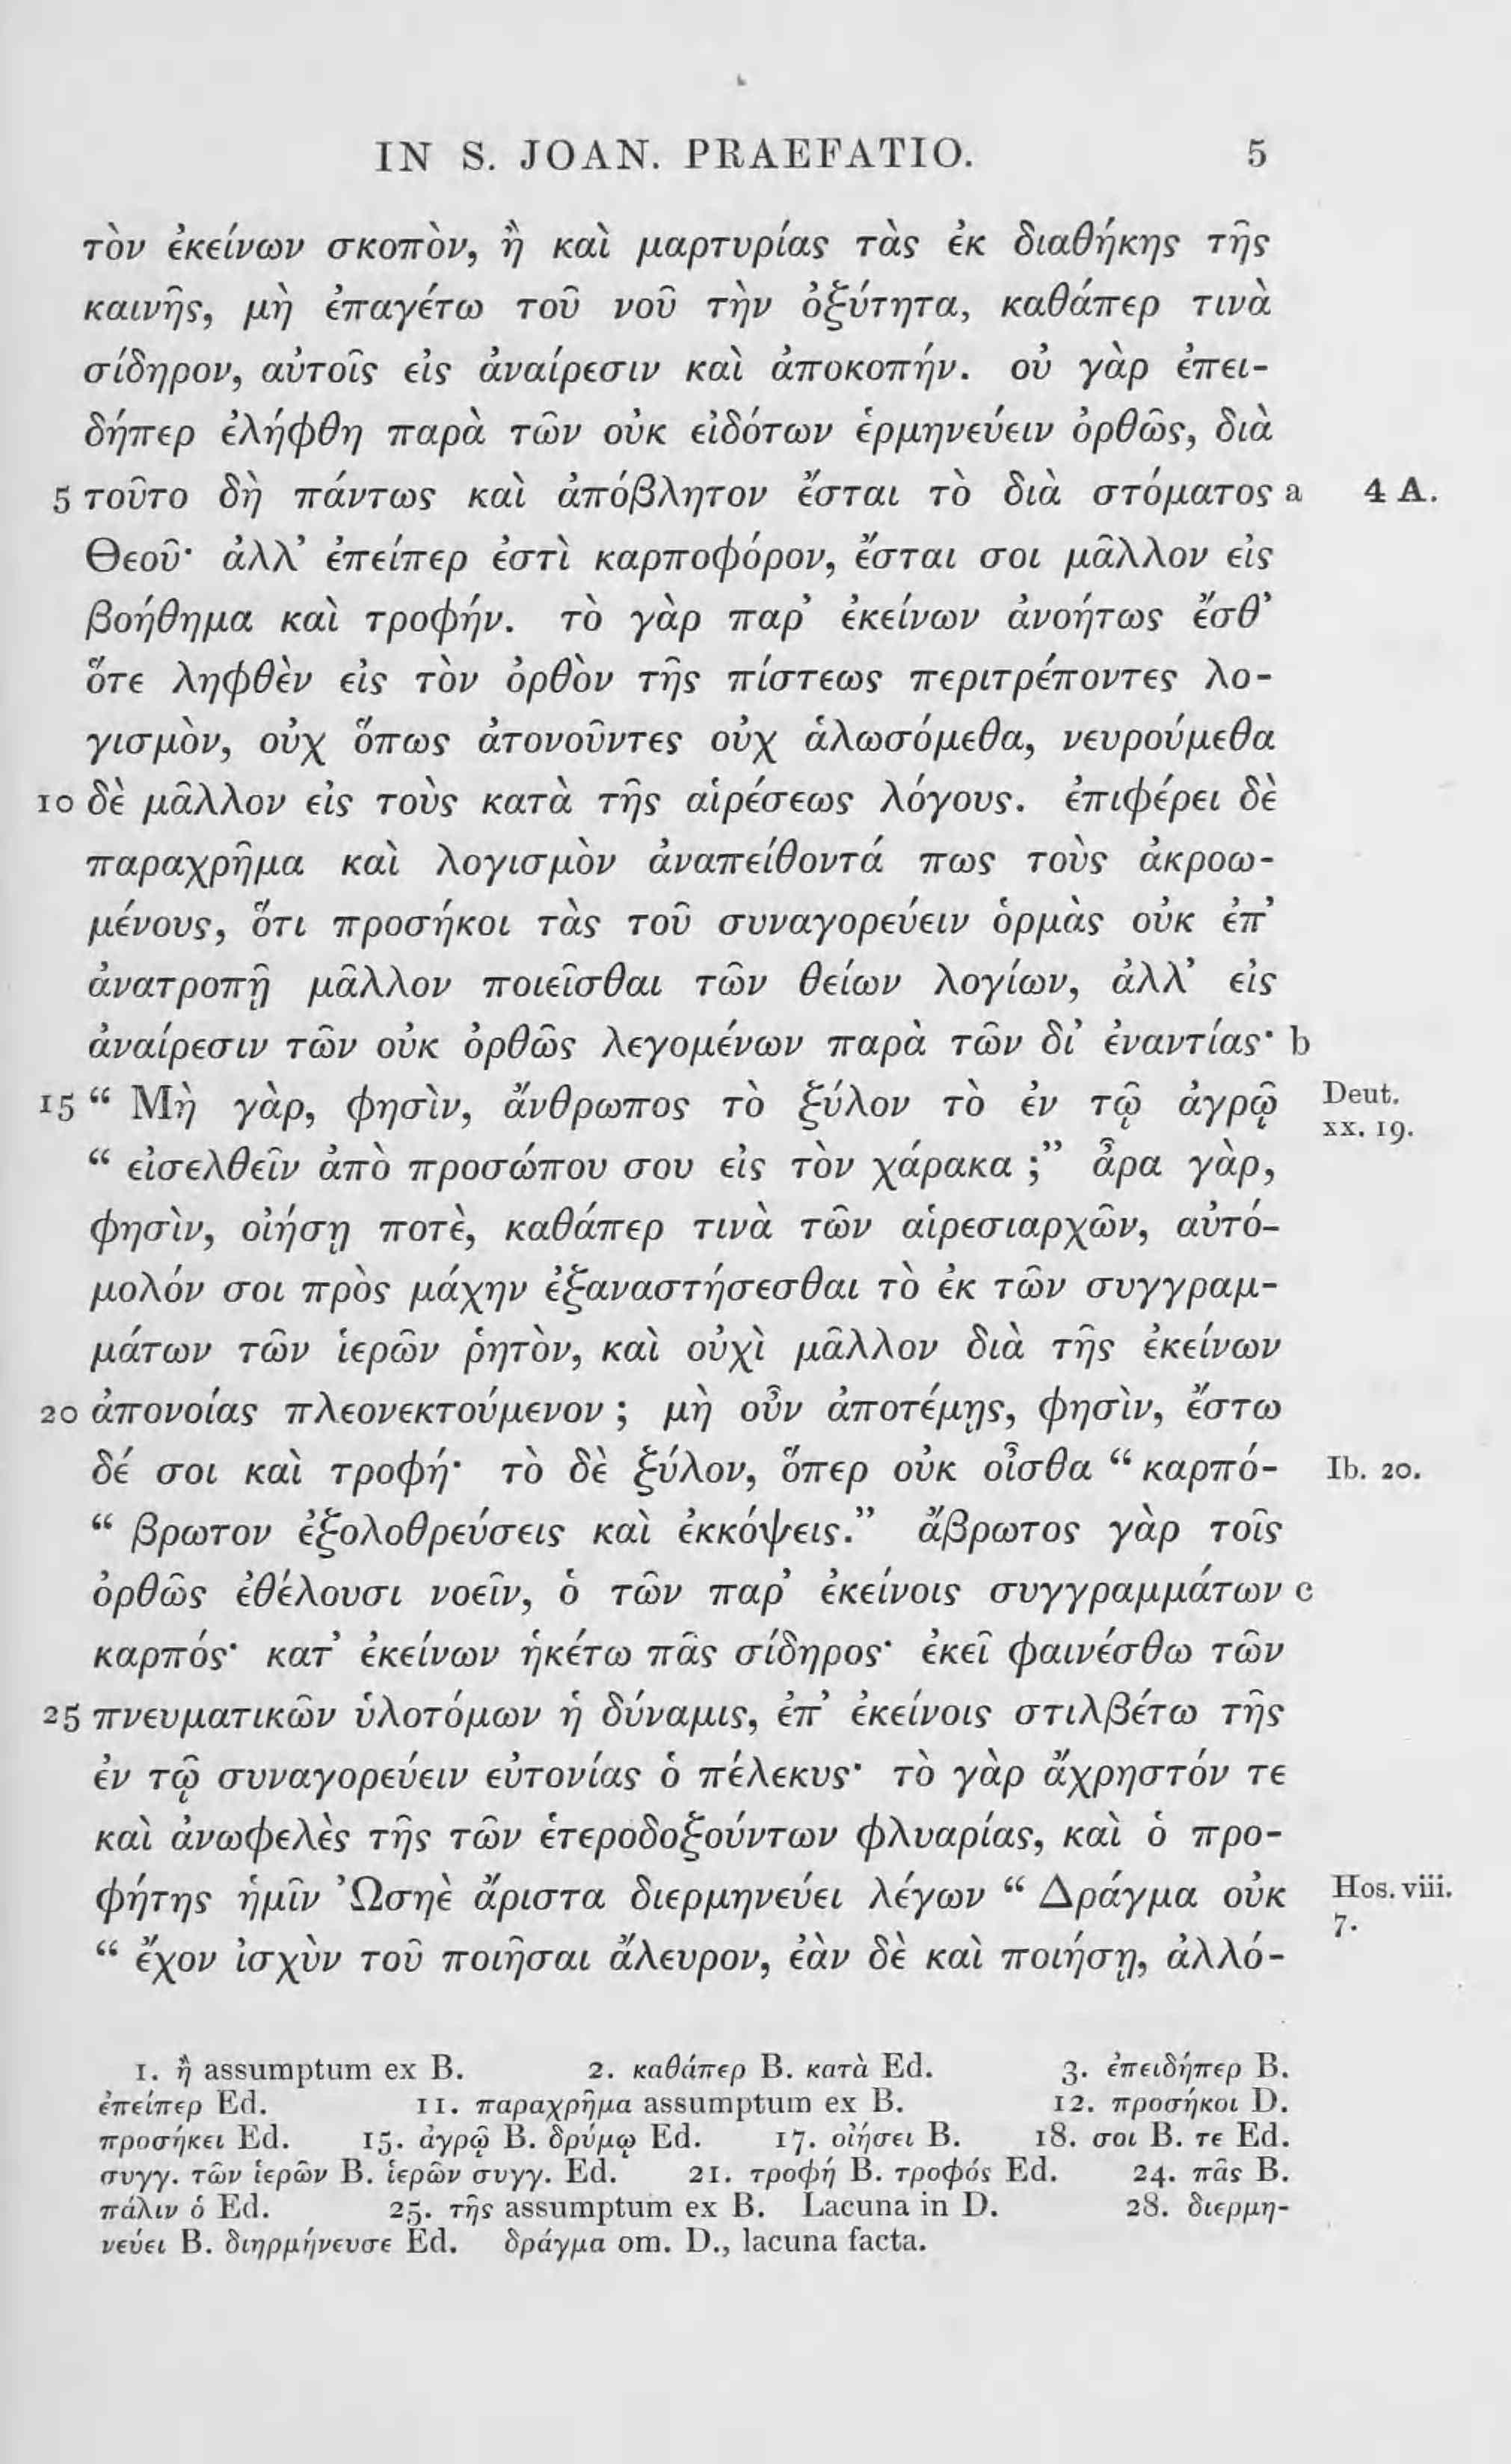 IN S. JOAN. PRAEFATIO. 5
τὸν ἐκείνων σκοπὸν, ἢ καὶ μαρτυρίας τὰς ἐκ διαθήκης τῆς
καινῆς, μὴ ἐπαγέτω τοῦ νοῦ τὴν ὀξύτητα, καθάπερ τινὰ
σίδηρον, αὐτοῖς εἰς ἀναίρεσιν καὶ ἀποκοπήν. οὐ γὰρ ἐπει-
δήπερ ἐλήφθη παρὰ τῶν οὐκ εἰδότων ἑρμηνεύειν ὀρθῶς, διὰ
5 τοῦτο δὴ πάντως καὶ ἀπόβλητον ἔσται τὸ διὰ στόματος a 4 A.
Θεοῦ· ἀλλ’ ἐπείπερ ἐστὶ καρποφόρον, ἔσται σοι μᾶλλον εἰς
βοήθημα καὶ τροφήν. τὸ γὰρ παρ’ ἐκείνων ἀνοήτως ἔσθ’
ὅτε ληφθὲν εἰς τὸν ὀρθὸν τῆς πίστεως περιτρέποντες λο-
γισμὸν, οὐχ ὅπως ἀτονοῦντες οὐχ ἁλωσόμεθα, νευρούμεθα
10 δὲ μᾶλλον εἰς τοὺς κατὰ τῆς αἱρέσεως λόγους. ἐπιφέρει δὲ
παραχρῆμα καὶ λογισμὸν ἀναπείθοντά πως τοὺς ἀκροω-
μένους, ὅτι προσήκοι τὰς τοῦ συναγορεύειν ὁρμὰς οὐκ ἐπ’
ἀνατροπῇ μᾶλλον ποιεῖσθαι τῶν θείων λογίων, ἀλλ’ εἰς
ἀναίρεσιν τῶν οὐκ ὀρθῶς λεγομένων παρὰ τῶν δι’ ἐναντίας· b
15 “ Μὴ γὰρ, φησὶν, ἄνθρωπος τὸ ξύλον τὸ ἐν τῷ ἀγρῷ Deut. xx. 19.
“ εἰσελθεῖν ἀπὸ προσώπου σου εἰς τὸν χάρακα ;” ἆρα γὰρ,
φησὶν, οἰήσῃ ποτὲ, καθάπερ τινὰ τῶν αἱρεσιαρχῶν, αὐτό-
μολόν σοι πρὸς μάχην ἐξαναστήσεσθαι τὸ ἐκ τῶν συγγραμ-
μάτων τῶν ἱερῶν ῥητὸν, καὶ οὐχὶ μᾶλλον διὰ τῆς ἐκείνων
20 ἀπονοίας πλεονεκτούμενον ; μὴ οὖν ἀποτέμῃς, φησὶν, ἔστω
δέ σοι καὶ τροφή· τὸ δὲ ξύλον, ὅπερ οὐκ οἶσθα “ καρπό- Ib. 20.
“ βρωτον ἐξολοθρεύσεις καὶ ἐκκόψεις.” ἄβρωτος γὰρ τοῖς
ὀρθῶς ἐθέλουσι νοεῖν, ὁ τῶν παρ’ ἐκείνοις συγγραμμάτων c
καρπός· κατ’ ἐκείνων ἡκέτω πᾶς σίδηρος· ἐκεῖ φαινέσθω τῶν
25 πνευματικῶν ὑλοτόμων ἡ δύναμις, ἐπ’ ἐκείνοις στιλβέτω τῆς
ἐν τῷ συναγορεύειν εὐτονίας ὁ πέλεκυς· τὸ γὰρ ἄχρηστόν τε
καὶ ἀνωφελὲς τῆς τῶν ἑτεροδοξούντων φλυαρίας, καὶ ὁ προ-
φήτης ἡμῖν Ὠσηὲ ἄριστα διερμηνεύει λέγων “ Δράγμα οὐκ Hos. viii. 7.
“ ἔχον ἰσχὺν τοῦ ποιῆσαι ἄλευρον, ἐὰν δὲ καὶ ποιήσῃ, ἀλλό-
1. ἢ assumptum ex B. 2. καθάπερ B. κατὰ Ed. 3. ἐπειδήπερ B.
ἐπείπερ Ed. 11. παραχρῆμα assumptum ex B. 12. προσήκοι D.
προσήκει Ed. 15. ἀγρῷ B. δρύμῳ Ed. 17. οἰήσει B. 18. σοι B. τε Ed.
συγγ. τῶν ἱερῶν B. ἱερῶν συγγ. Ed. 21. τροφή B. τροφός Ed. 24. πᾶς B.
πάλιν ὁ Ed. 25. τῆς assumptum ex B. Lacuna in D. 28. διερμη-
νεύει B. διηρμήνευσε Ed. δράγμα om. D., lacuna facta.